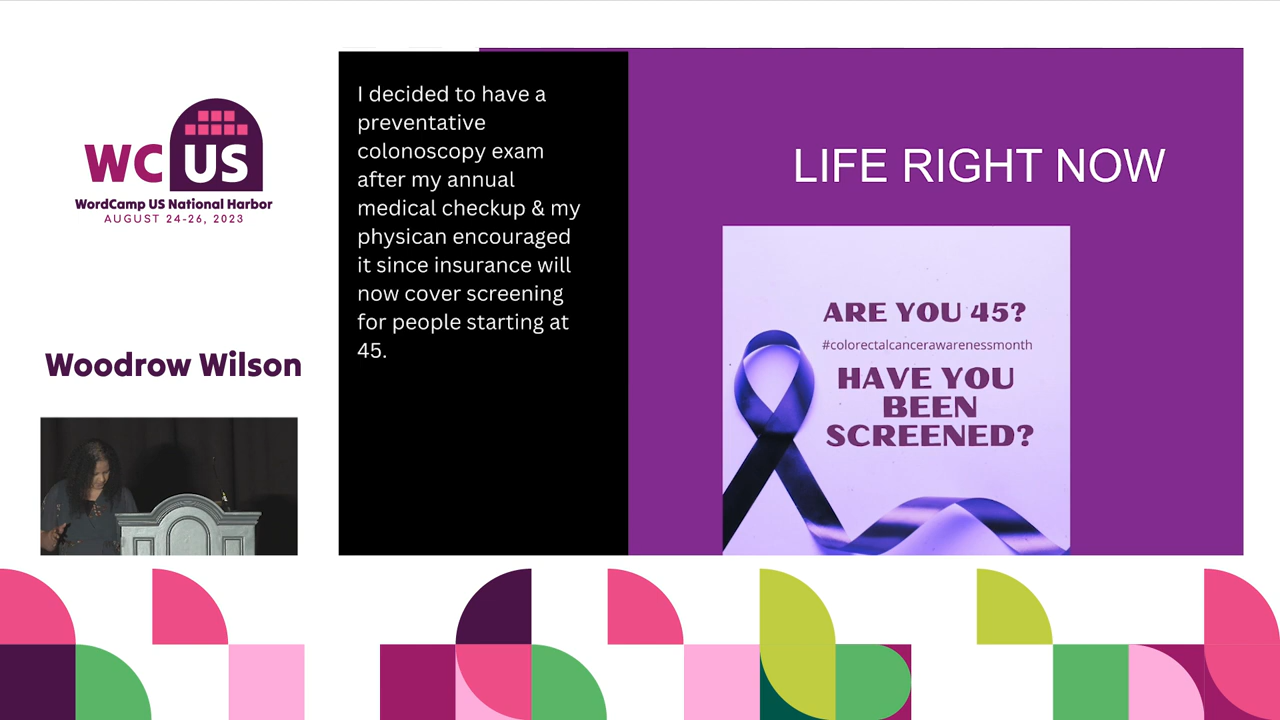 WC US
WordCamp US National Harbor
AUGUST 24-26, 2023
Woodrow Wilson
I decided to have a
preventative
colonoscopy exam
after my annual
medical checkup & my
physican encouraged
it since insurance will
now cover screening
for people starting at
45.
LIFE RIGHT NOW
ARE YOU 45?
#colorectalcancerawarenessmonth
HAVE YOU
BEEN
SCREENED?